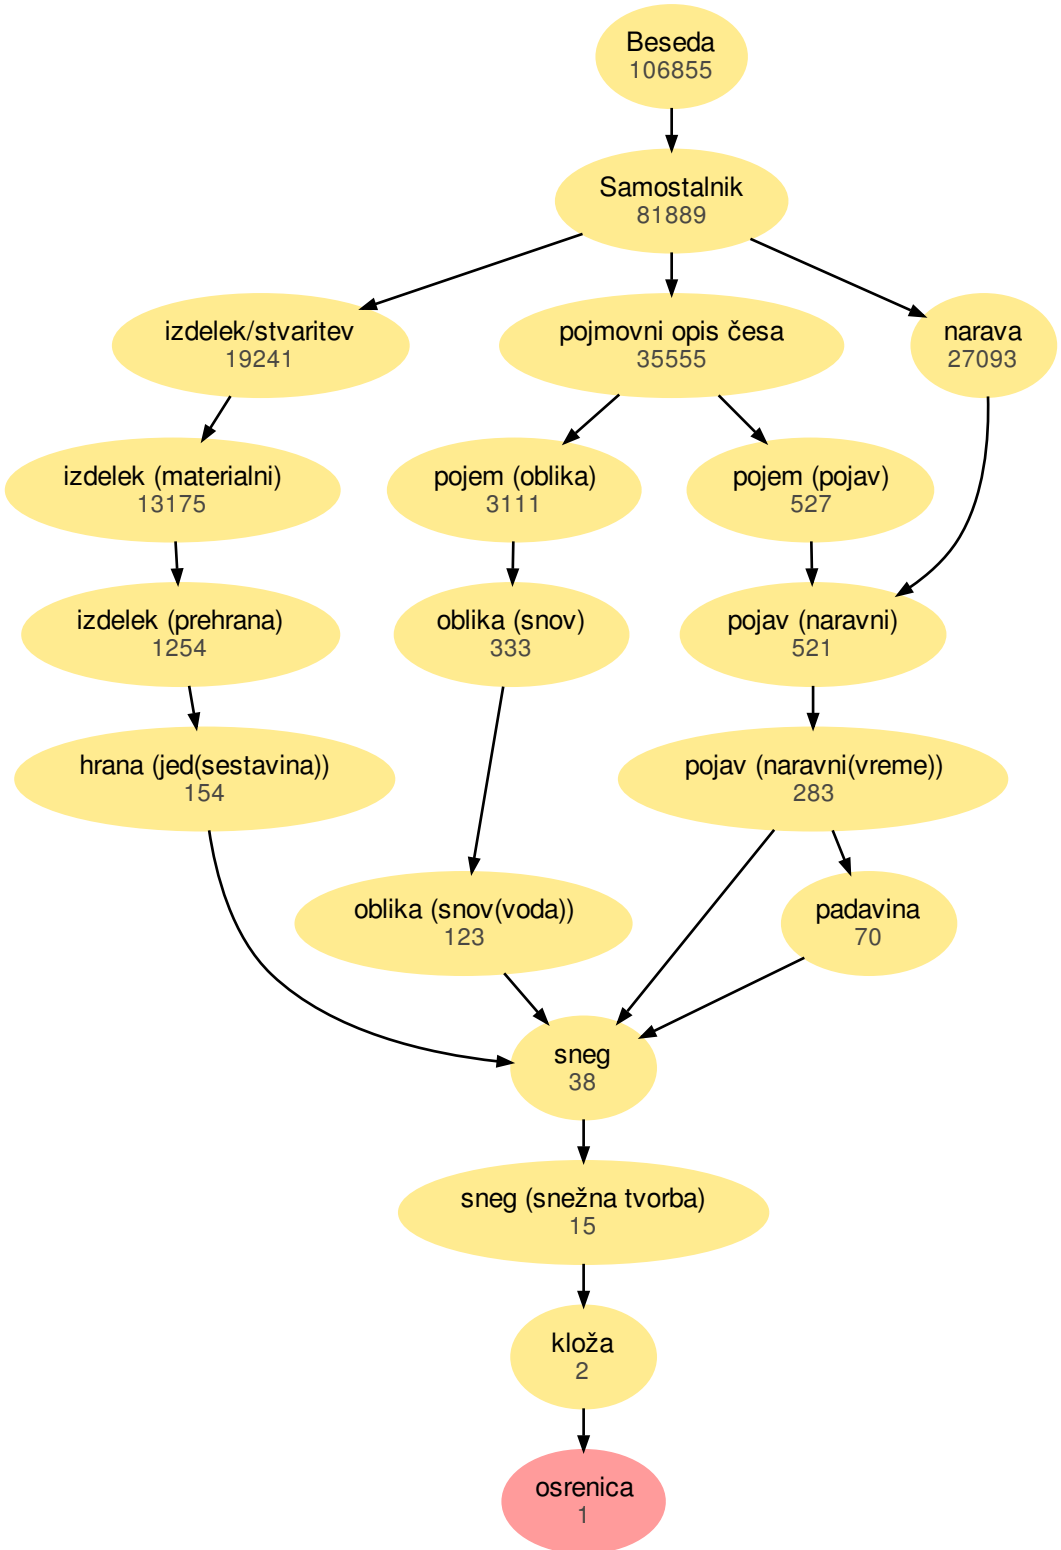 Beseda
106855
Samostalnik
81889
izdelek/stvaritev
19241
pojmovni opis česa
35555
narava
27093
izdelek (materialni)
13175
pojem (oblika)
3111
pojem (pojav)
527
izdelek (prehrana)
1254
oblika (snov)
333
pojav (naravni)
521
hrana (jed(sestavina))
154
pojav (naravni(vreme))
283
oblika (snov(voda))
123
padavina
70
sneg
38
sneg (snežna tvorba)
15
kloža
2
osrenica
1